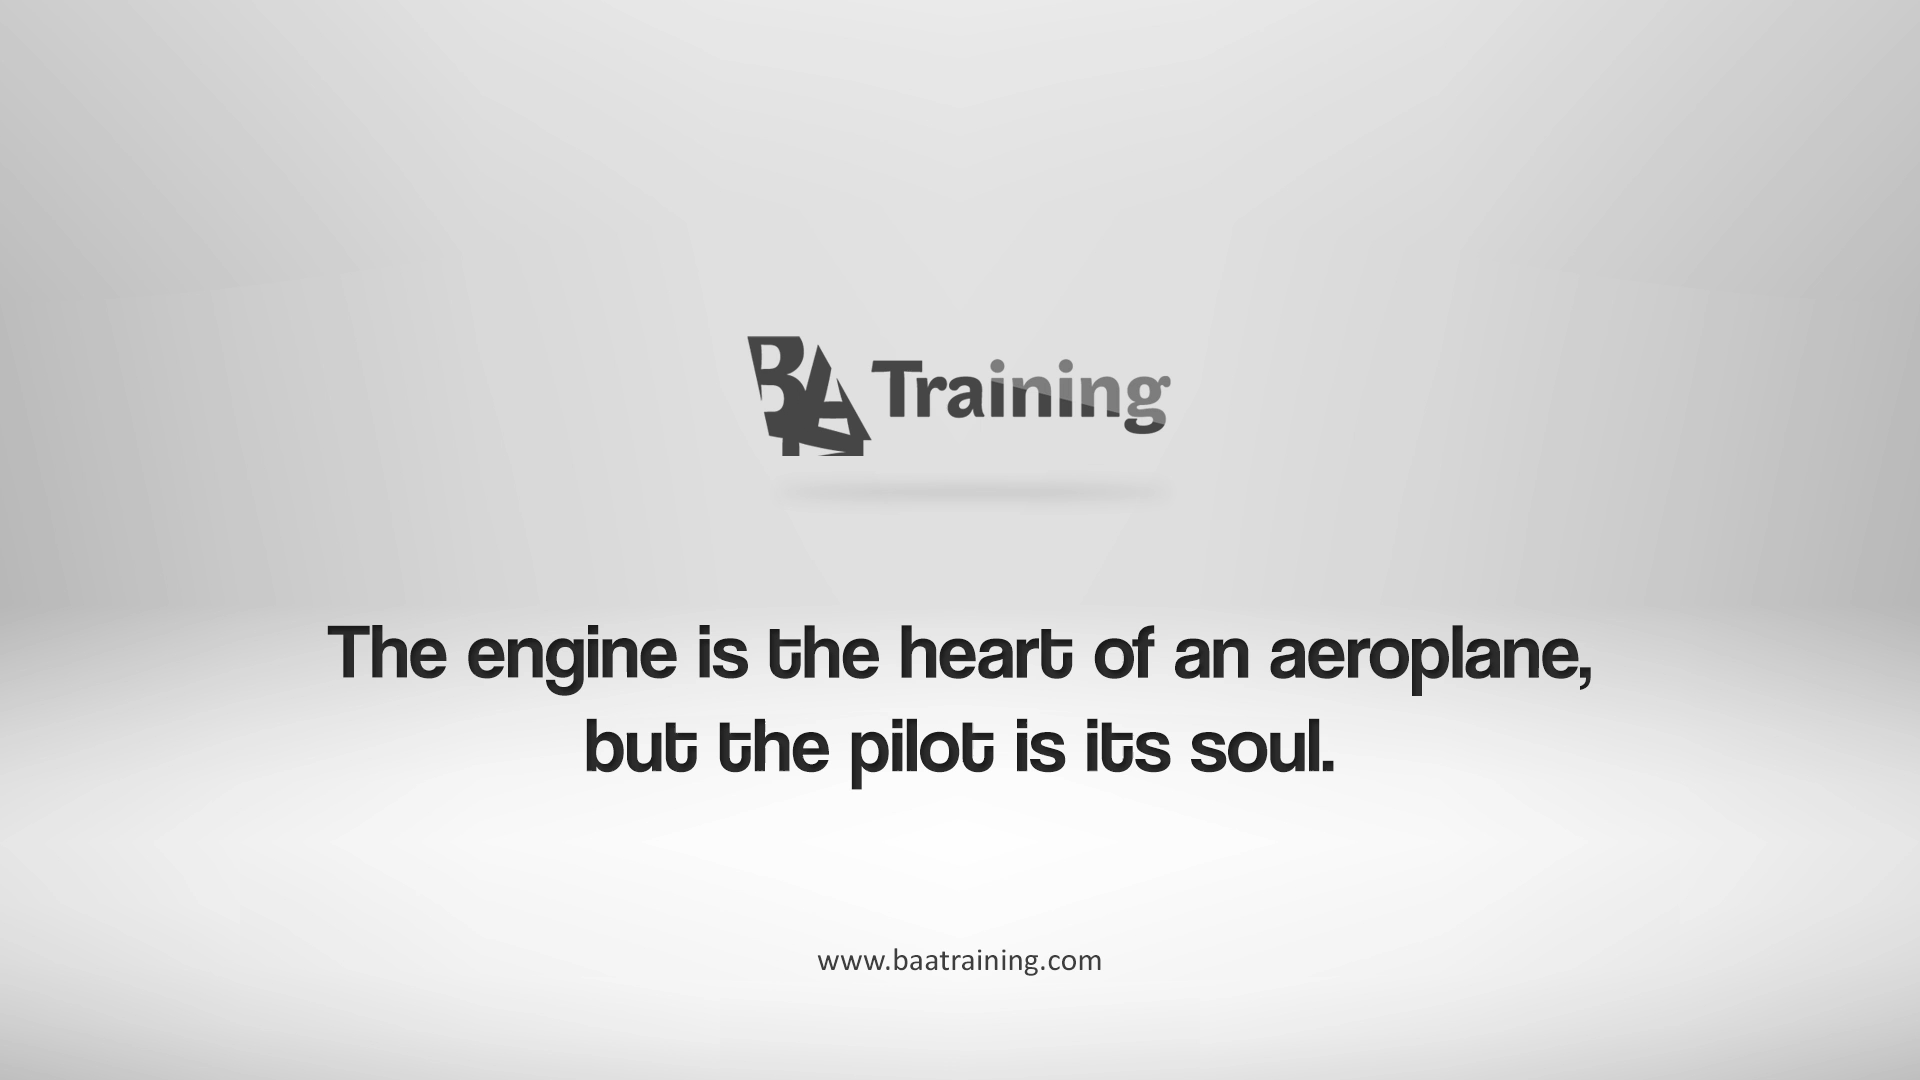 BAA Training
The engine is the heart of an aeroplane,
but the pilot is its soul.
www.baatraining.com